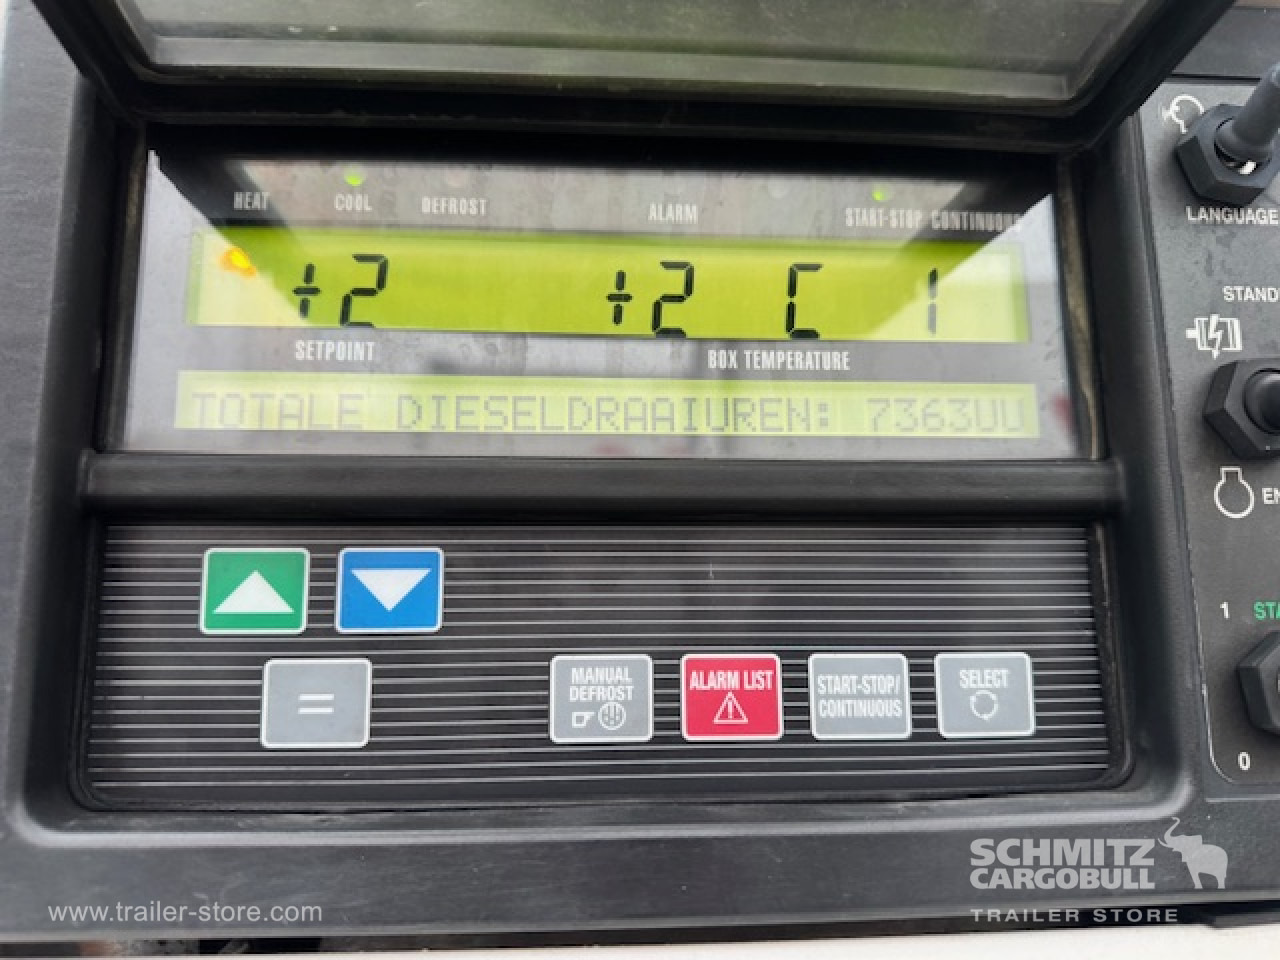 HEAT COOL DEFROST ALARM START-STOP CONTINUOUS
+2 +2 C 1
SETPOINT BOX TEMPERATURE
TOTALE DIESELDRAAIUREN: 7363UU
MANUAL DEFROST
ALARM LIST
START-STOP/
CONTINUOUS
SELECT
=
LANGUAGE
1
0
SCHMITZ
CARGOBULL
TRAILER STORE
www.trailer-store.com